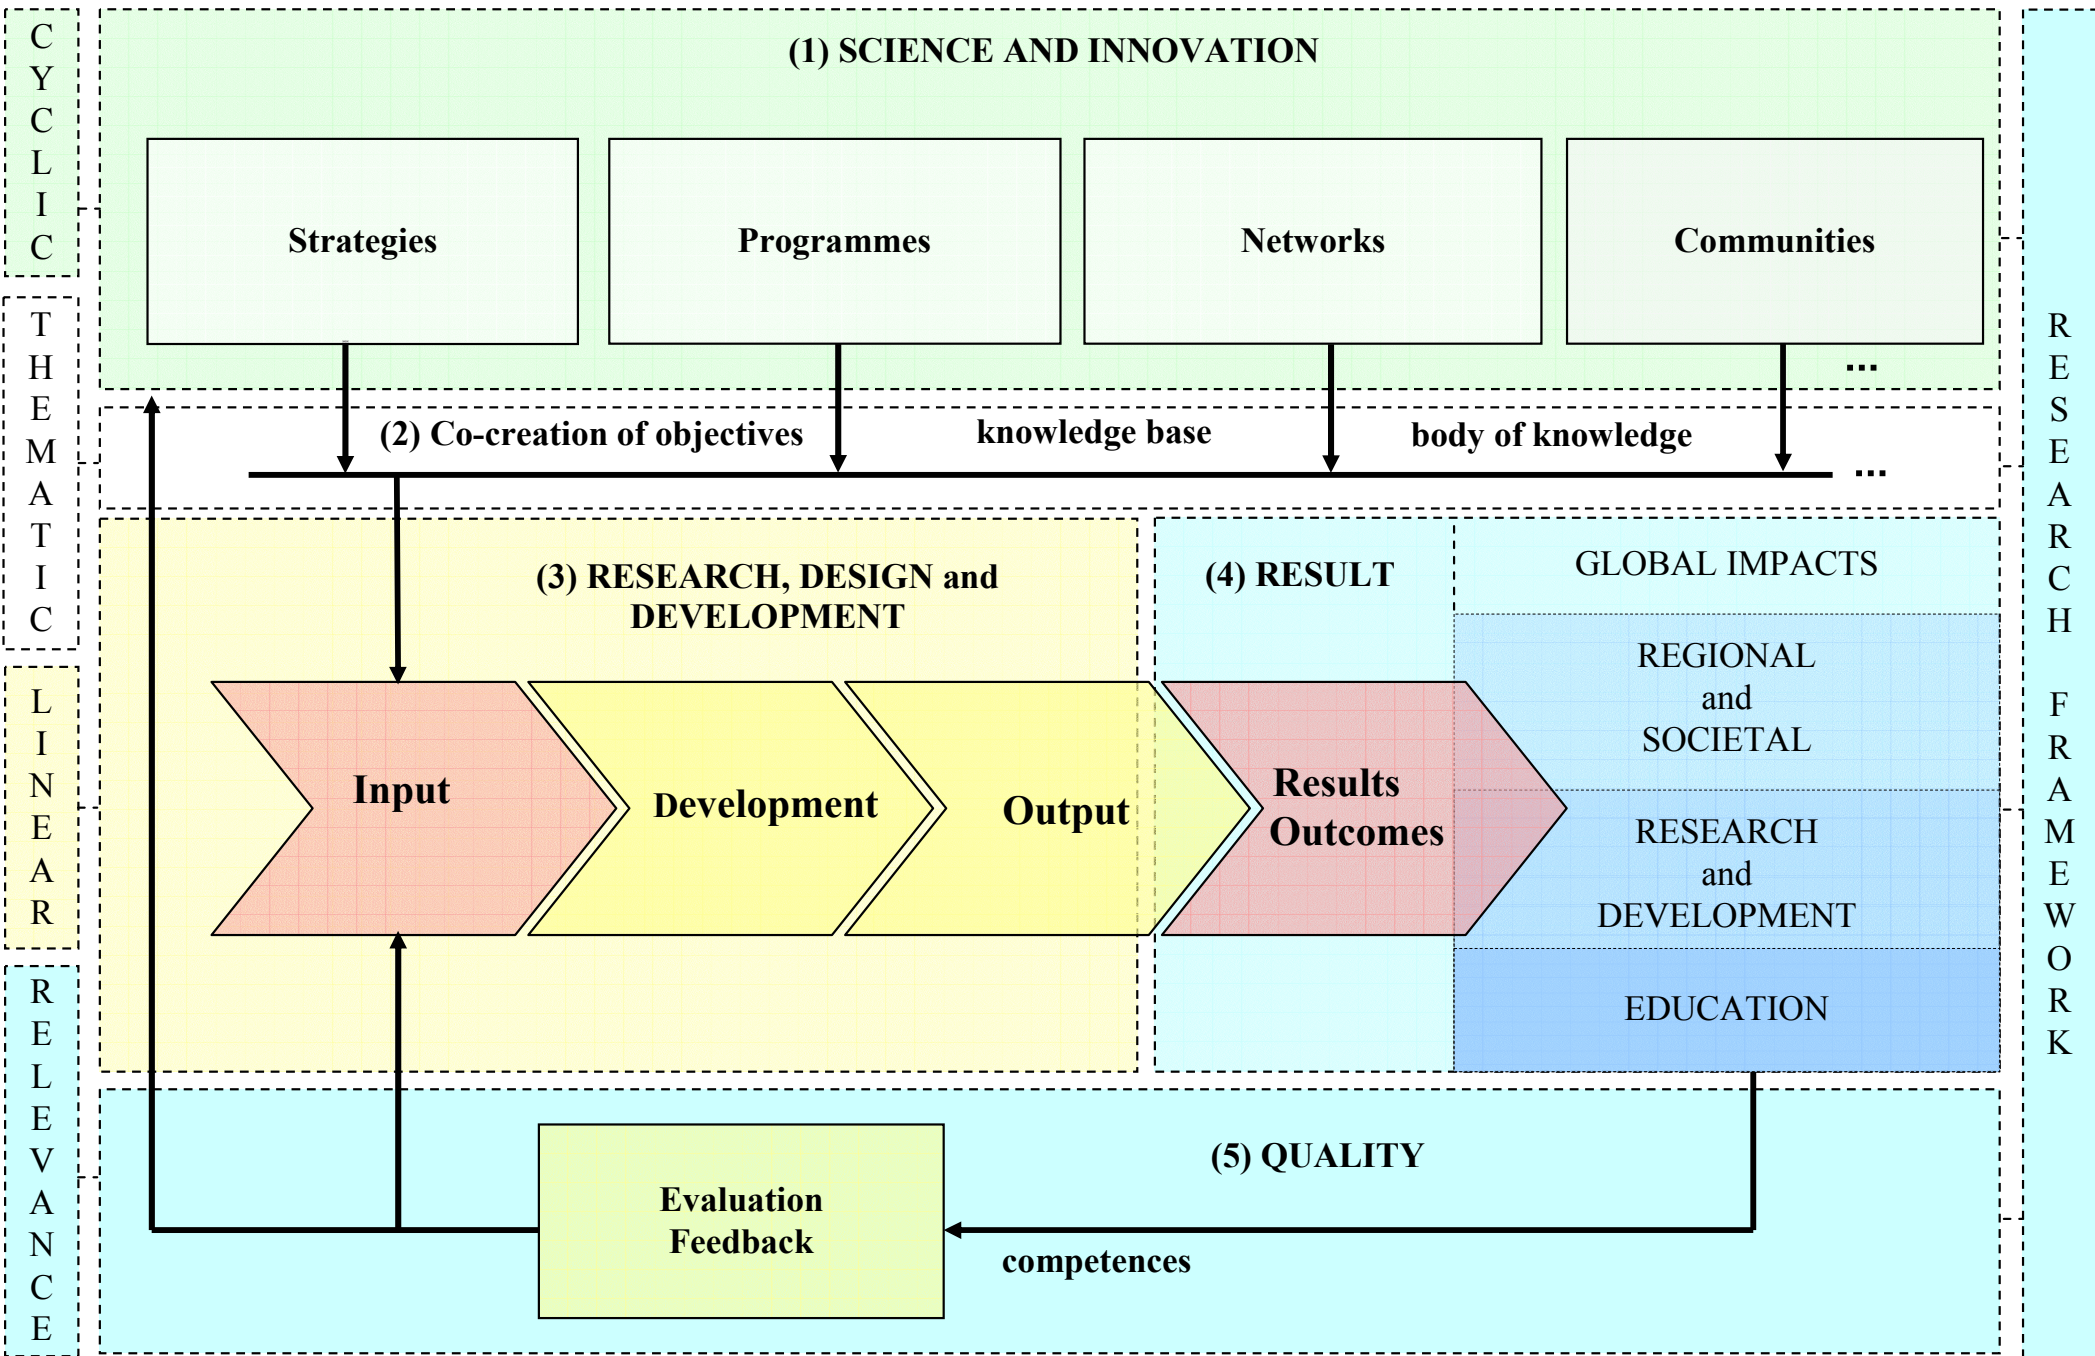 CYCLIC
(1) SCIENCE AND INNOVATION
Strategies
Programmes
Networks
Communities
...
THEMATIC
(2) Co-creation of objectives
knowledge base
body of knowledge
...
LINEAR
(3) RESEARCH, DESIGN and
DEVELOPMENT
Input
Development
Output
(4) RESULT
Results
Outcomes
GLOBAL IMPACTS
REGIONAL
and
SOCIETAL
RESEARCH
and
DEVELOPMENT
EDUCATION
RELEVANCE
(5) QUALITY
Evaluation
Feedback
competences
RESEARCH FRAMEWORK